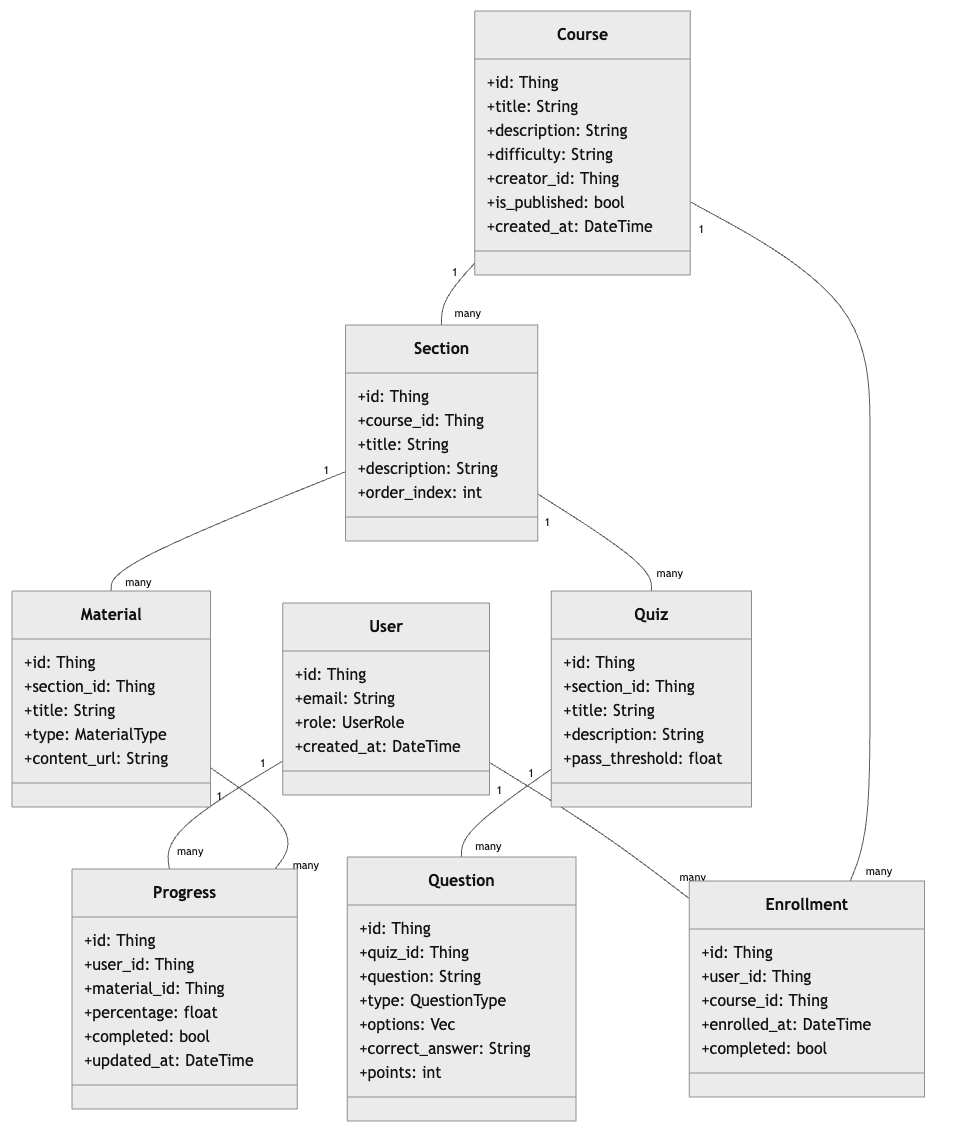 Course
+id: Thing
+title: String
+description: String
+difficulty: String
+creator_id: Thing
+is_published: bool
+created_at: DateTime
1
1
many
Section
+id: Thing
+course_id: Thing
+title: String
+description: String
+order_index: int
1
1
many
many
Material
+id: Thing
+section_id: Thing
+title: String
+type: MaterialType
+content_url: String
User
+id: Thing
+email: String
+role: UserRole
+created_at: DateTime
Quiz
+id: Thing
+section_id: Thing
+title: String
+description: String
+pass_threshold: float
1
1
1
1
many
many
many
many
many
Progress
+id: Thing
+user_id: Thing
+material_id: Thing
+percentage: float
+completed: bool
+updated_at: DateTime
Question
+id: Thing
+quiz_id: Thing
+question: String
+type: QuestionType
+options: Vec
+correct_answer: String
+points: int
Enrollment
+id: Thing
+user_id: Thing
+course_id: Thing
+enrolled_at: DateTime
+completed: bool